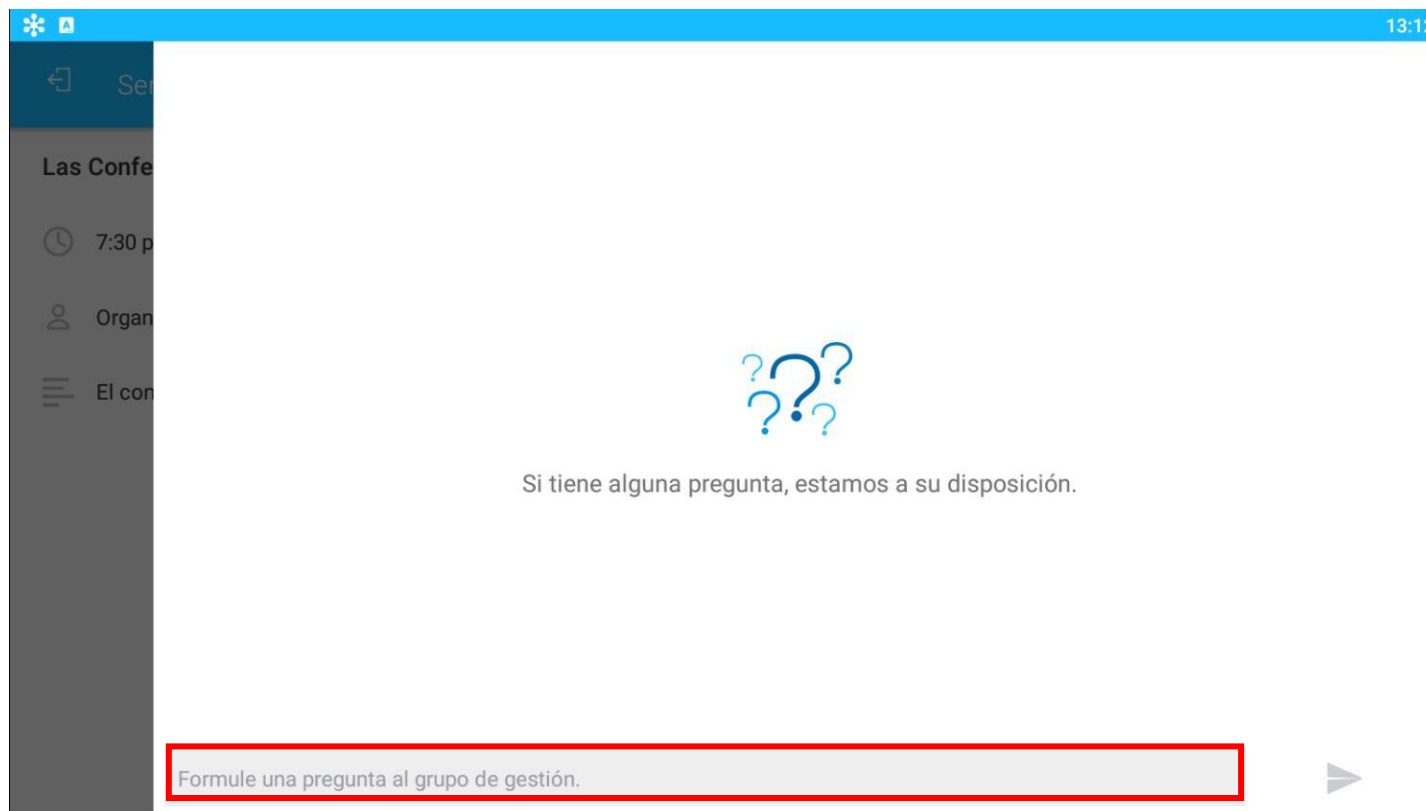 13:12
Ser
Las Confe
7:30 p
Organ
El con
Si tiene alguna pregunta, estamos a su disposición.
Formule una pregunta al grupo de gestión.